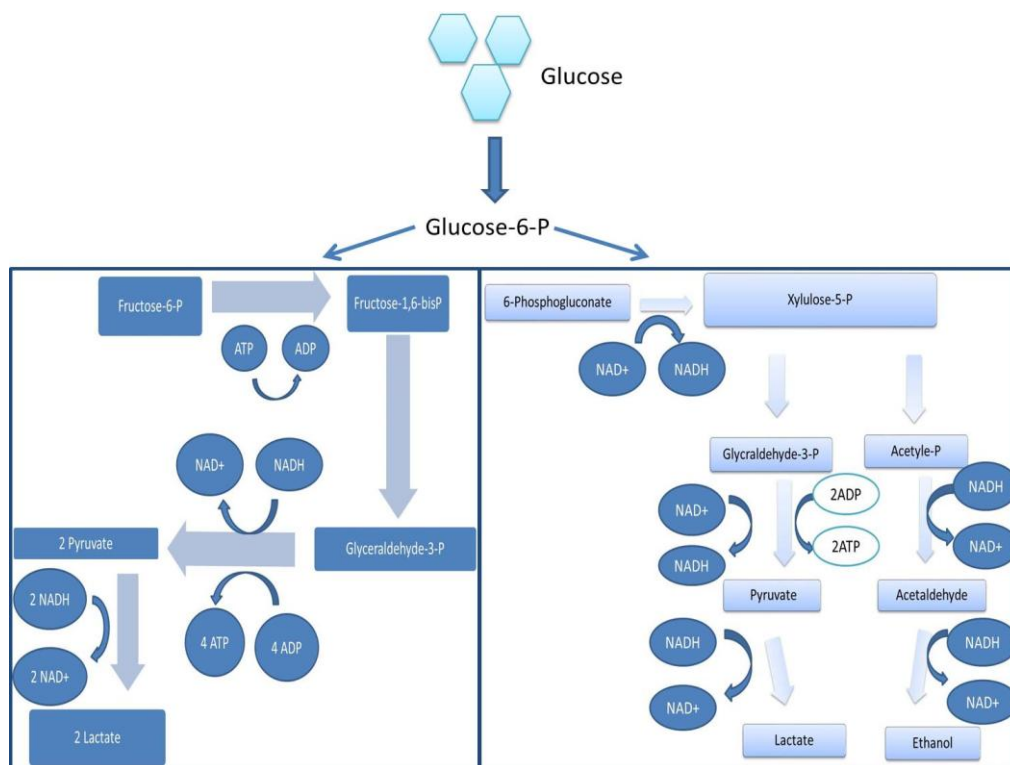 Glucose
Glucose-6-P
Fructose-6-P
Fructose-1,6-bisP
ATP
ADP
NAD+
NADH
2 Pyruvate
Glyceraldehyde-3-P
2 NADH
4 ATP
4 ADP
2 NAD+
2 Lactate
6-Phosphogluconate
Xylulose-5-P
NAD+
NADH
Glycraldehyde-3-P
Acetyle-P
NAD+
2ADP
NADH
NADH
2ATP
NAD+
Pyruvate
Acetaldehyde
NADH
NADH
NAD+
NAD+
Lactate
Ethanol